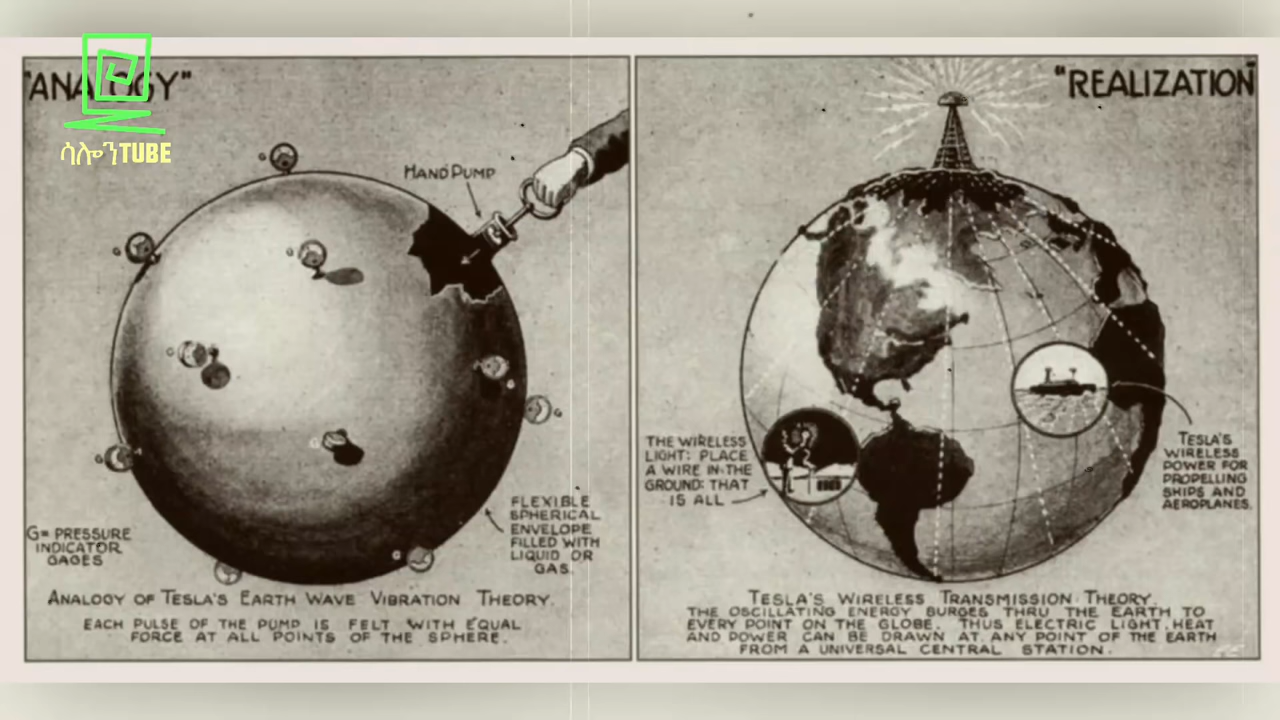 "ANALOGY"
ሳሎንTUBE
HAND PUMP
G= PRESSURE
INDICATOR
GAGES
FLEXIBLE
SPHERICAL
ENVELOPE
FILLED WITH
LIQUID OR
GAS.
ANALOGY OF TESLA'S EARTH WAVE VIBRATION THEORY.
EACH PULSE OF THE PUMP IS FELT WITH EQUAL
FORCE AT ALL POINTS OF THE SPHERE.
"REALIZATION"
THE WIRELESS
LIGHT: PLACE
A WIRE IN THE
GROUND: THAT
IS ALL
TESLA'S
WIRELESS
POWER FOR
PROPELLING
SHIPS AND
AEROPLANES.
TESLA'S WIRELESS TRANSMISSION THEORY.
THE OSCILLATING ENERGY SURGES THRU THE EARTH TO
EVERY POINT ON THE GLOBE. THUS ELECTRIC LIGHT, HEAT
AND POWER CAN BE DRAWN AT ANY POINT OF THE EARTH
FROM A UNIVERSAL CENTRAL STATION.